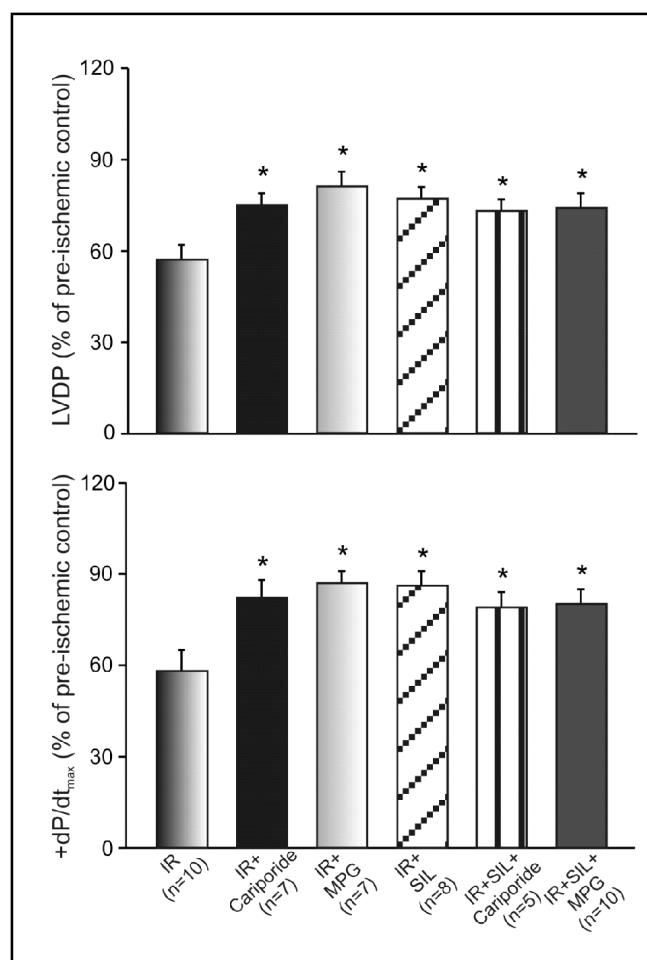 120
90
60
30
0
LVDP (% of pre-ischemic control)
* * * * *
120
90
60
30
0
+dP/dt_max (% of pre-ischemic control)
* * * * *
IR
(n=10)
IR+
Cariporide
(n=7)
IR+
MPG
(n=7)
IR+
SIL
(n=8)
IR+SIL+
Cariporide
(n=5)
IR+SIL+
MPG
(n=10)